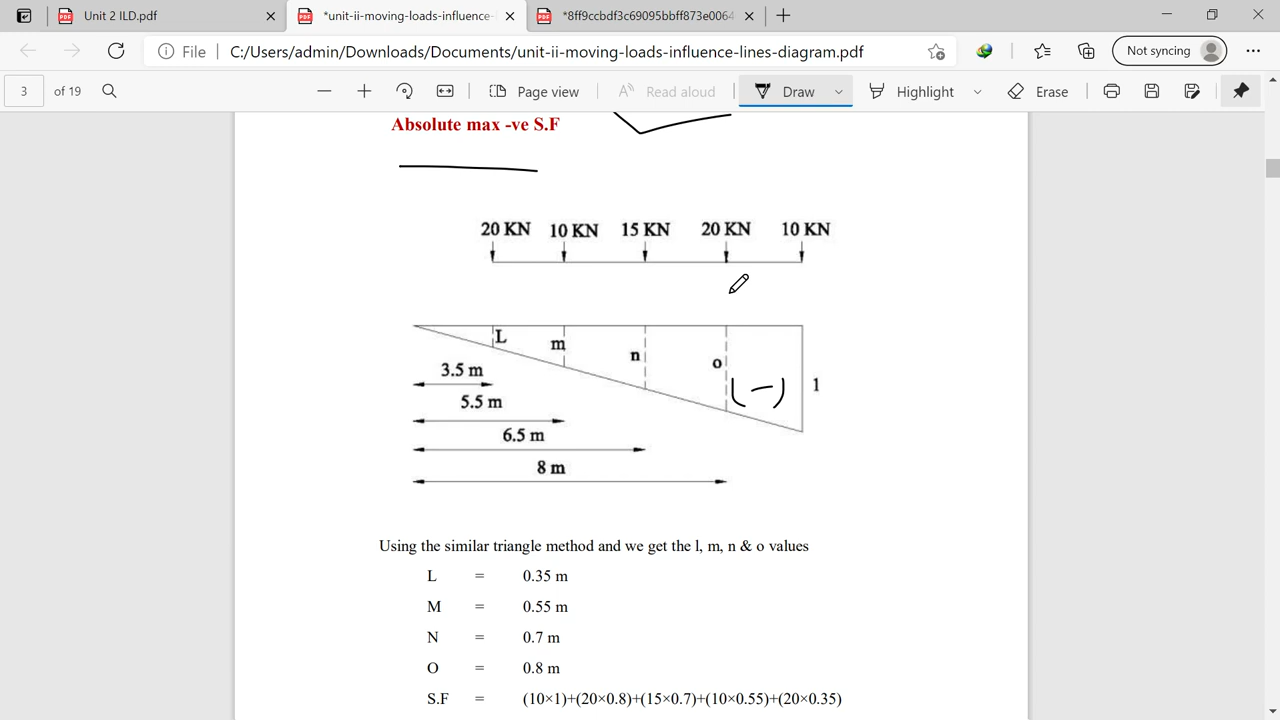 Unit 2 ILD.pdf
*unit-ii-moving-loads-influence-
*8ff9ccbdf3c69095bbff873e0064
File
C:/Users/admin/Downloads/Documents/unit-ii-moving-loads-influence-lines-diagram.pdf
Not syncing
3 of 19
Page view
Read aloud
Draw
Highlight
Erase
Absolute max -ve S.F
20 KN 10 KN 15 KN 20 KN 10 KN
L m n o (-) 1
3.5 m
5.5 m
6.5 m
8 m
Using the similar triangle method and we get the l, m, n & o values
L = 0.35 m
M = 0.55 m
N = 0.7 m
O = 0.8 m
S.F = (10×1)+(20×0.8)+(15×0.7)+(10×0.55)+(20×0.35)